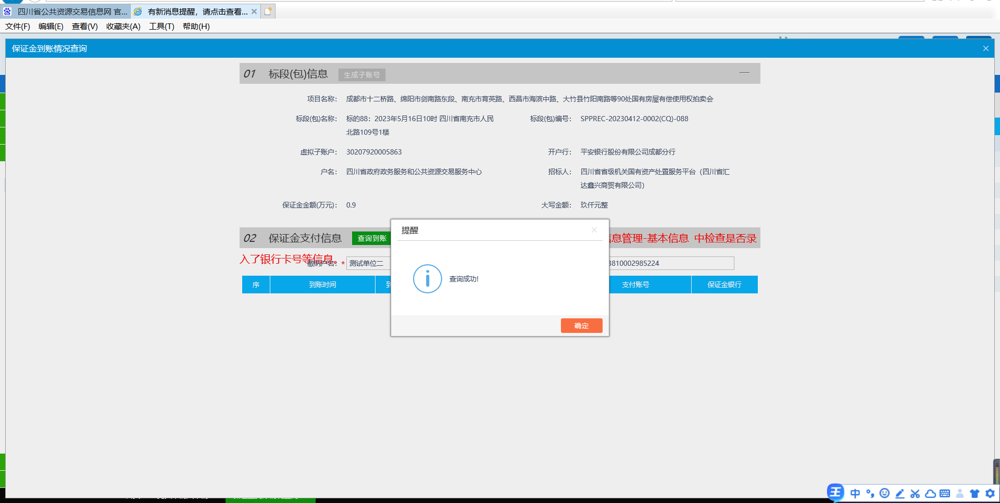 四川省公共资源交易信息网 官...
有新消息提醒，请点击查看...
文件(F) 编辑(E) 查看(V) 收藏夹(A) 工具(T) 帮助(H)
保证金到账情况查询
01 标段(包)信息 生成子账号
项目名称： 成都市十二桥路、绵阳市剑南路东段、南充市育英路、西昌市海滨中路、大竹县竹阳南路等90处国有房屋有偿使用权拍卖会
标段(包)名称： 标的88：2023年5月16日10时 四川省南充市人民
北路109号1楼
标段(包)编号： SPPREC-20230412-0002(CQ)-088
虚拟子账户： 30207920005863
开户行： 平安银行股份有限公司成都分行
户名： 四川省政府政务服务和公共资源交易服务中心
招标人： 四川省省级机关国有资产处置服务平台（四川省汇
达鑫兴商贸有限公司)
保证金金额(万元)： 0.9
大写金额： 玖仟元整
02 保证金支付信息 查询到账
信息管理-基本信息 中检查是否录
入了银行卡号等信息。
缴纳户名： * 测试单位二
3810002985224
序 到账时间 到 支付账号 保证金银行
提醒
查询成功!
确定
王 中